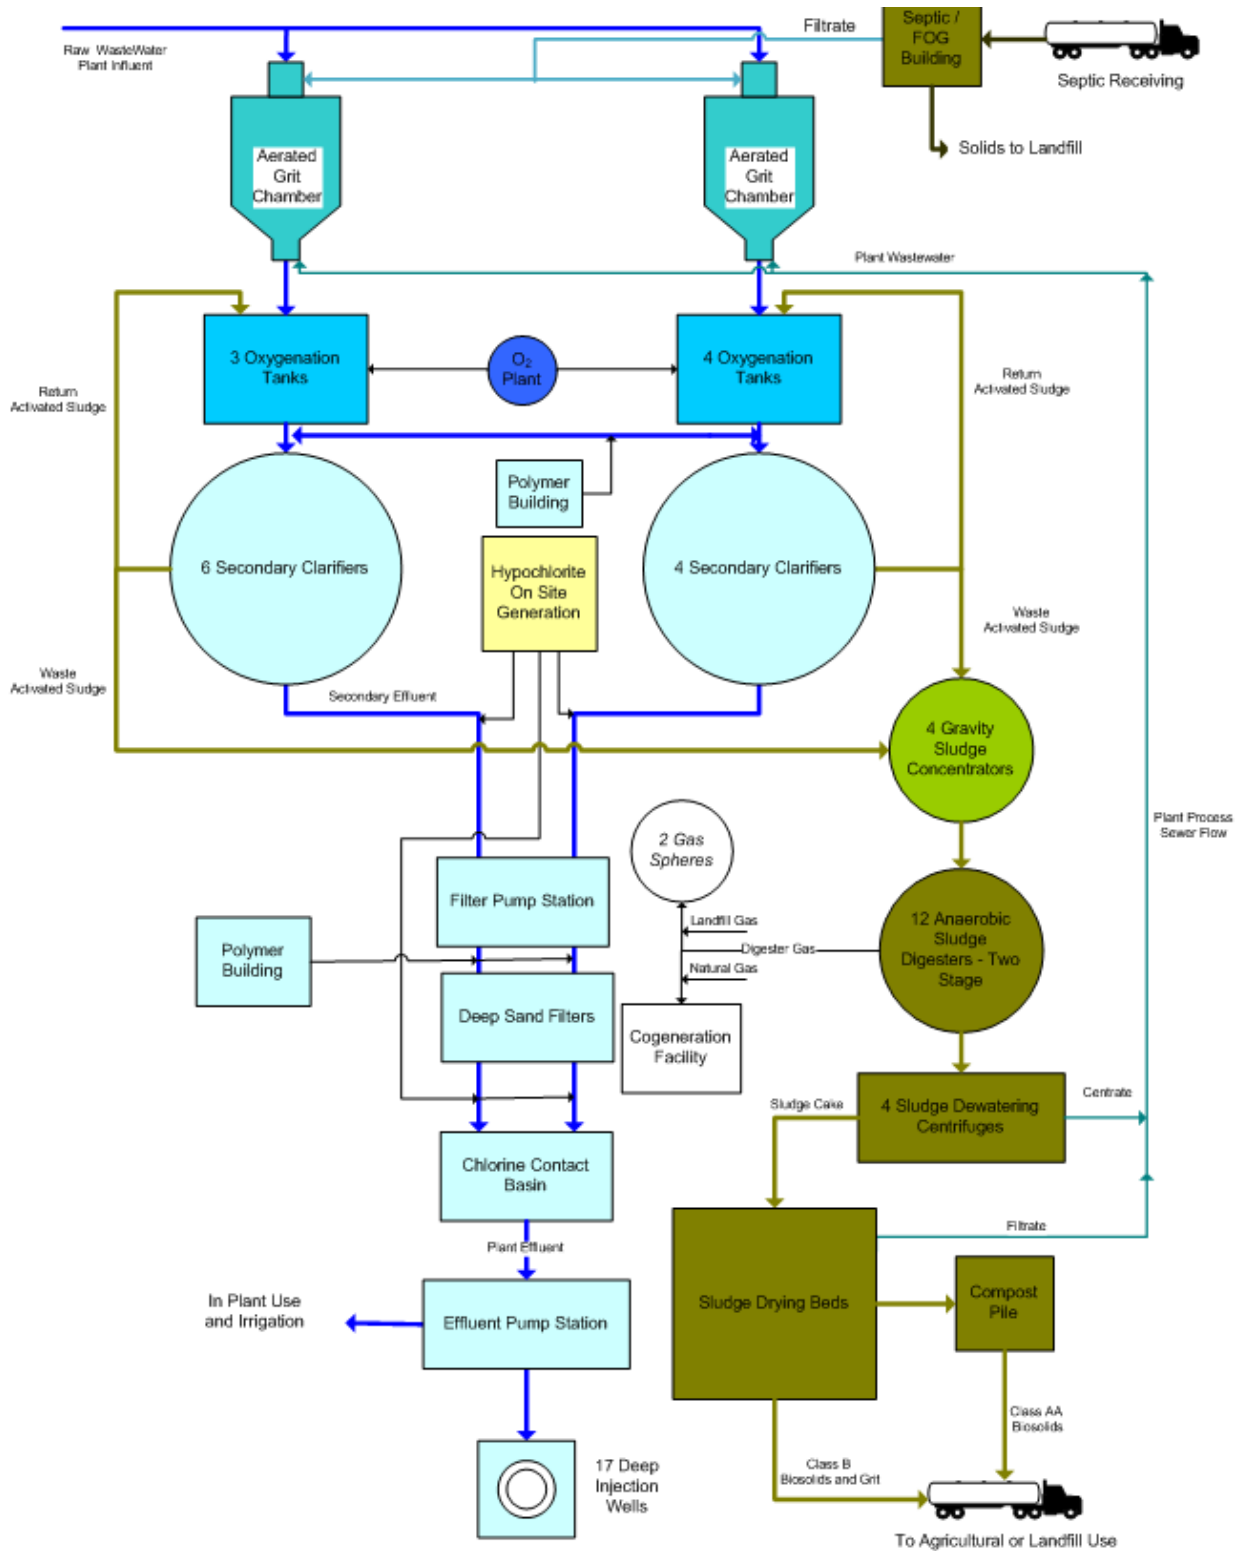 Septic /
FOG
Building
Filtrate
Raw WasteWater
Plant Influent
Septic Receiving
Solids to Landfill
Aerated
Grit
Chamber
Aerated
Grit
Chamber
Plant Wastewater
3 Oxygenation
Tanks
O2
Plant
4 Oxygenation
Tanks
Return
Activated Sludge
Return
Activated Sludge
Polymer
Building
6 Secondary Clarifiers
Hypochlorite
On Site
Generation
4 Secondary Clarifiers
Waste
Activated Sludge
Waste
Activated Sludge
Secondary Effluent
4 Gravity
Sludge
Concentrators
Plant Process
Sewer Flow
2 Gas
Spheres
Filter Pump Station
Landfill Gas
Digester Gas
Natural Gas
12 Anaerobic
Sludge
Digesters - Two
Stage
Polymer
Building
Deep Sand Filters
Cogeneration
Facility
Sludge Cake
4 Sludge Dewatering
Centrifuges
Centrate
Chlorine Contact
Basin
Plant Effluent
Filtrate
In Plant Use
and Irrigation
Effluent Pump Station
Sludge Drying Beds
Compost
Pile
Class AA
Biosolids
17 Deep
Injection
Wells
Class B
Biosolids and Grit
To Agricultural or Landfill Use